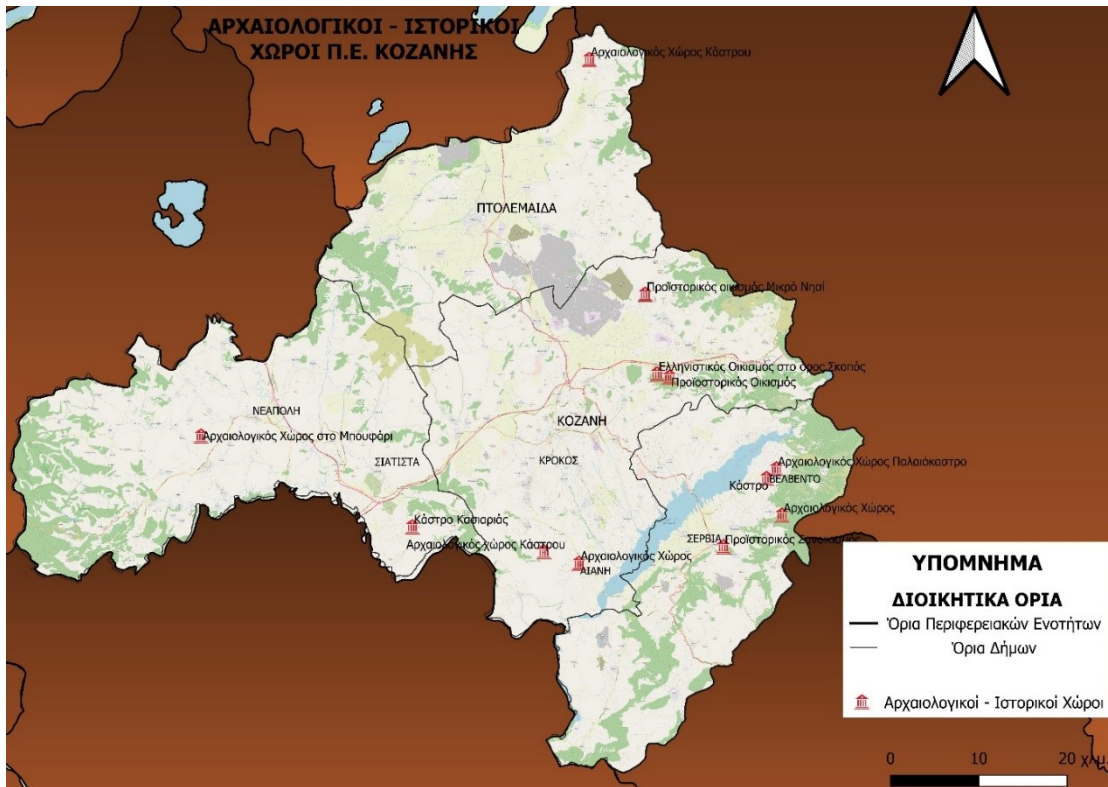 ΑΡΧΑΙΟΛΟΓΙΚΟΙ - ΙΣΤΟΡΙΚΟΙ
ΧΩΡΟΙ Π.Ε. ΚΟΖΑΝΗΣ
Αρχαιολογικός Χώρος Κάστρου
ΠΤΟΛΕΜΑΙΔΑ
Προϊστορικός οικισμός Μικρό Νησί
Ελληνιστικός Οικισμός στο όρος Σκοπός
Προϊοστορικός Οικισμός
ΝΕΑΠΟΛΗ
ΚΟΖΑΝΗ
Αρχαιολογικός Χώρος στο Μπουφάρι
ΣΙΑΤΙΣΤΑ
ΚΡΟΚΟΣ
Αρχαιολογικός Χώρος Παλαιόκαστρο
Κάστρο
ΒΕΛΒΕΝΤΟ
Αρχαιολογικός Χώρος
Κάστρο Κασιαριάς
Αρχαιολογικός χώρος Κάστρου
ΣΕΡΒΙΑ
Προϊστορικός
Αρχαιολογικός Χώρος
ΑΙΑΝΗ
ΥΠΟΜΝΗΜΑ
ΔΙΟΙΚΗΤΙΚΑ ΟΡΙΑ
Όρια Περιφερειακών Ενοτήτων
Όρια Δήμων
Αρχαιολογικοί - Ιστορικοί Χώροι
0 10 20 χλμ.